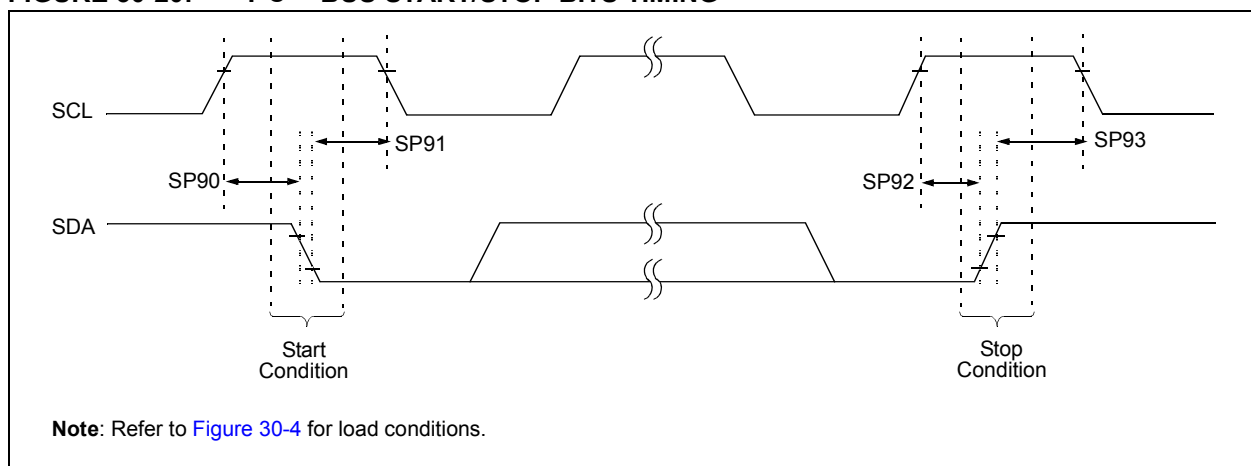 SCL
SP91
SP93
SP90
SP92
SDA
Start
Condition
Stop
Condition
Note: Refer to Figure 30-4 for load conditions.